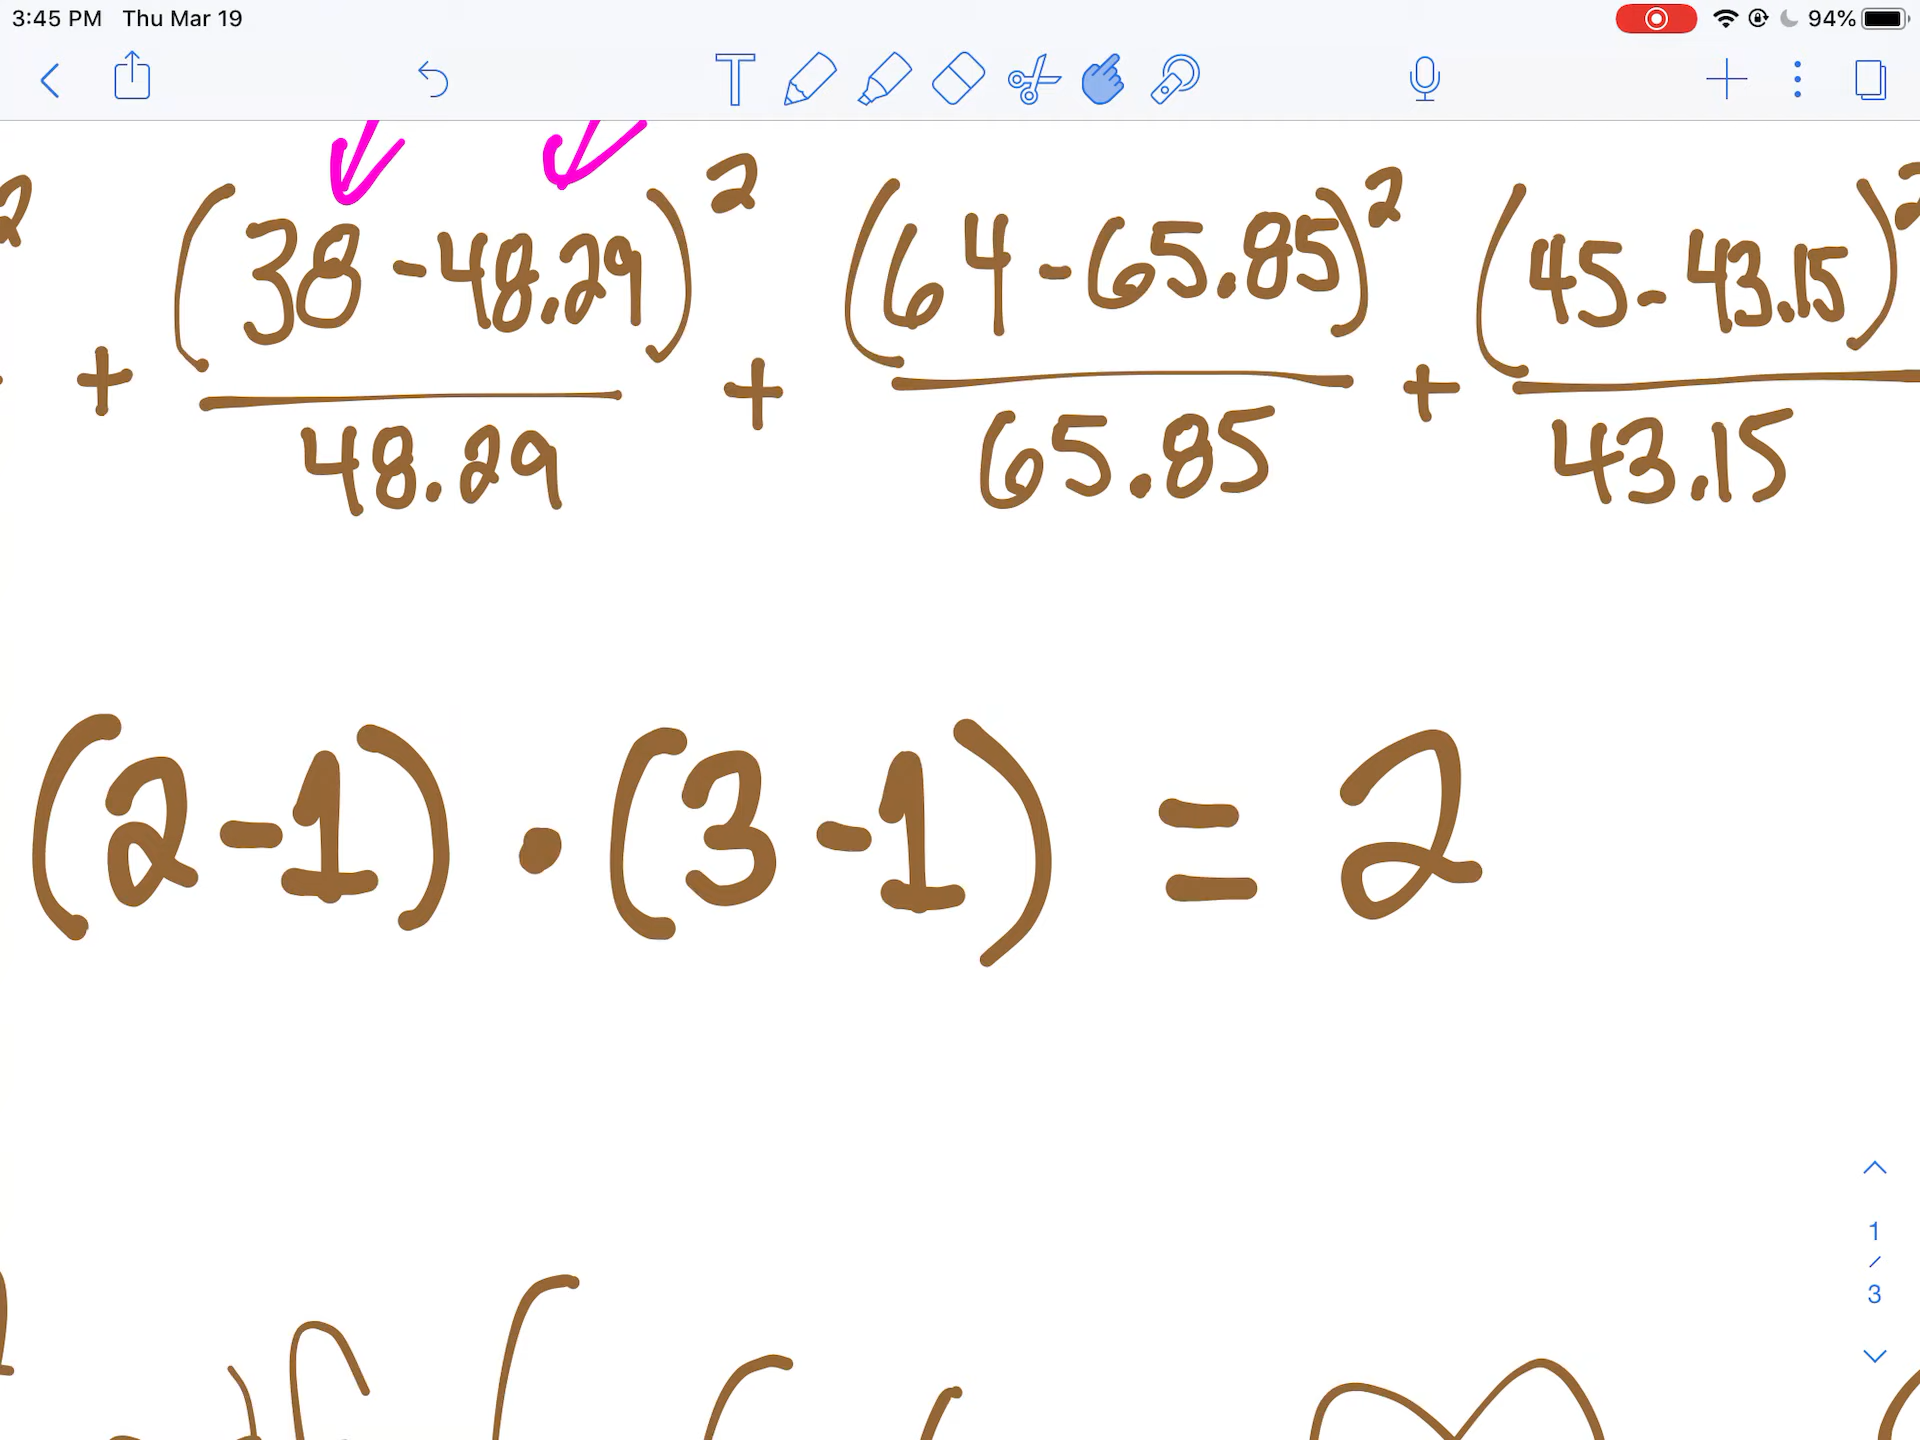 3:45 PM Thu Mar 19 94%
2 + (38-48.29)² + (64-65.85)² + (45-43.15)²
48.29 65.85 43.15
(2-1) · (3-1) = 2
1
/
3